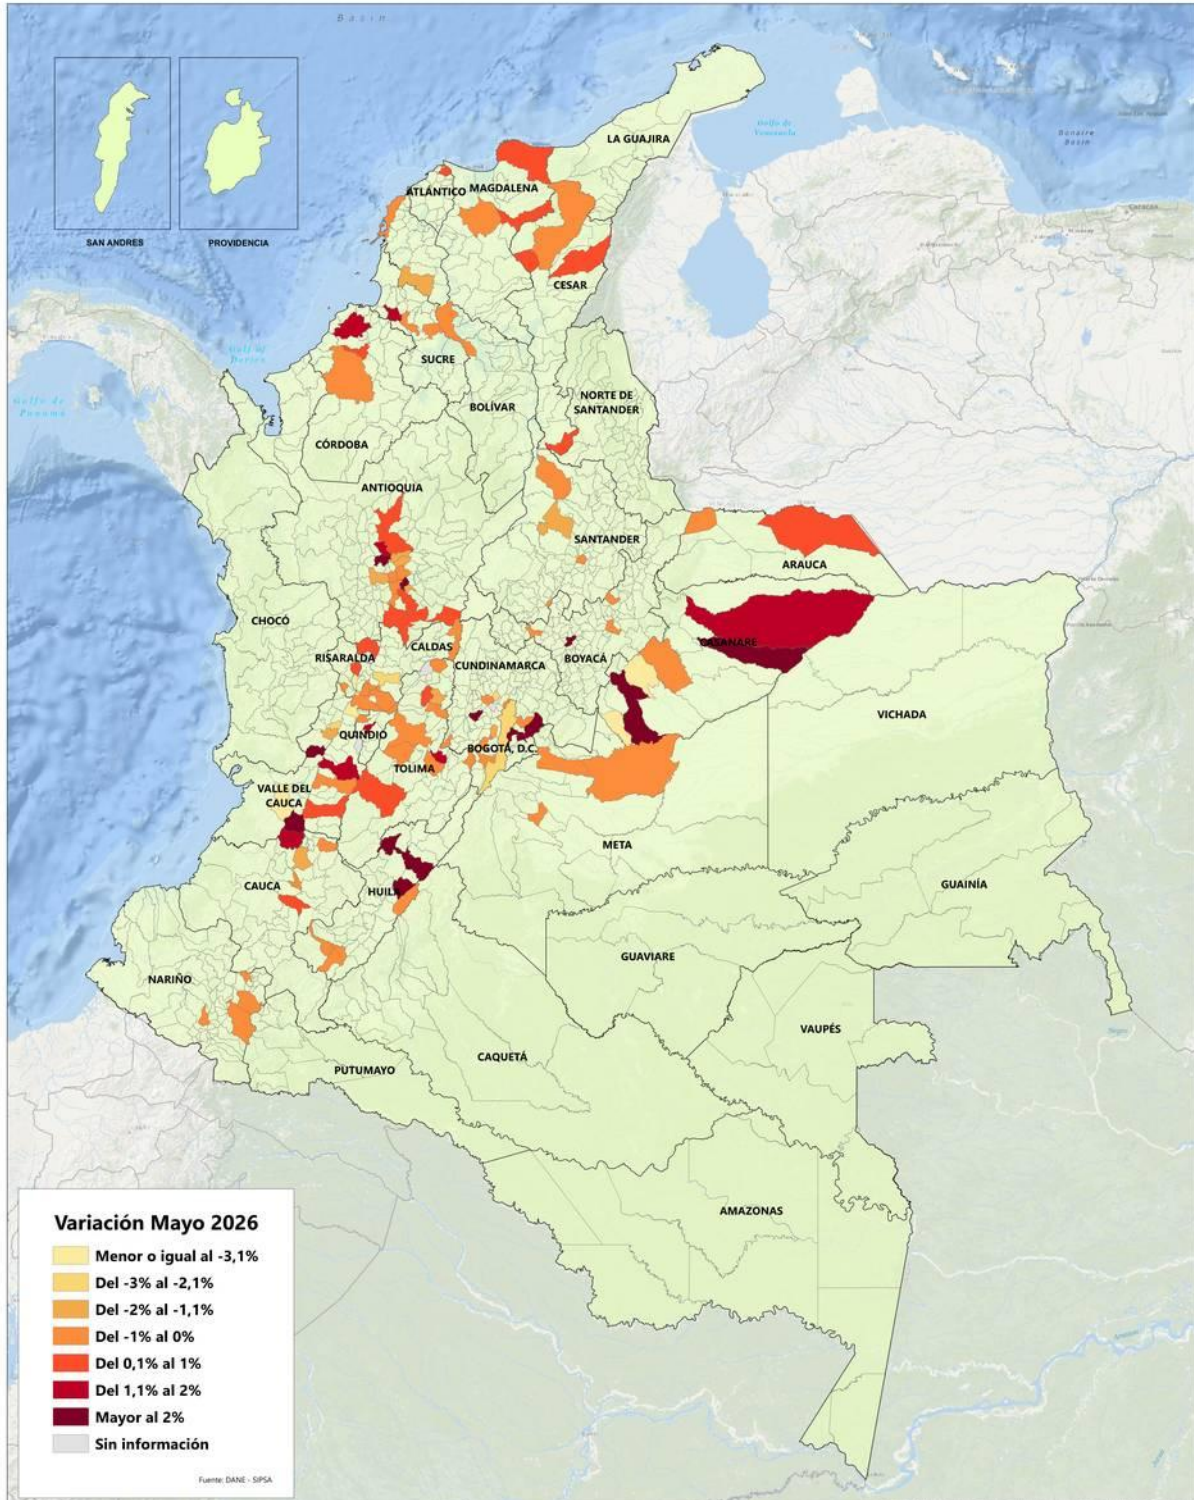 Basin
Golfo de
Venezuela
Bonaire
Basin
LA GUAJIRA
ATLÁNTICO
MAGDALENA
SAN ANDRES
PROVIDENCIA
CESAR
Golfo de
Panamá
SUCRE
BOLÍVAR
NORTE DE
SANTANDER
CÓRDOBA
ANTIOQUIA
SANTANDER
ARAUCA
CHOCÓ
CASANARE
RISARALDA
CALDAS
CUNDINAMARCA
BOYACÁ
VICHADA
QUINDIO
BOGOTÁ, D.C.
TOLIMA
VALLE DEL
CAUCA
META
CAUCA
HUILA
GUAINÍA
GUAVIARE
NARIÑO
VAUPÉS
CAQUETÁ
PUTUMAYO
AMAZONAS
Variación Mayo 2026
Menor o igual al -3,1%
Del -3% al -2,1%
Del -2% al -1,1%
Del -1% al 0%
Del 0,1% al 1%
Del 1,1% al 2%
Mayor al 2%
Sin información
Fuente: DANE - SIPSA